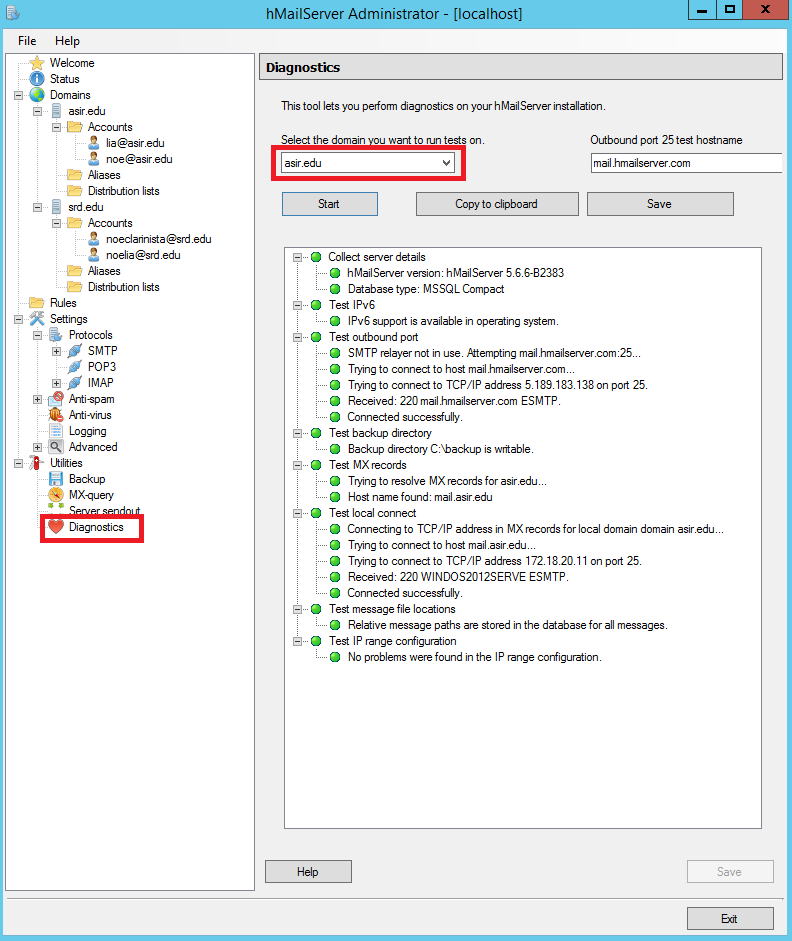 hMailServer Administrator - [localhost]
File Help
Welcome
Status
Domains
asir.edu
Accounts
lia@asir.edu
noe@asir.edu
Aliases
Distribution lists
srd.edu
Accounts
noeclarinista@srd.edu
noelia@srd.edu
Aliases
Distribution lists
Rules
Settings
Protocols
SMTP
POP3
IMAP
Anti-spam
Anti-virus
Logging
Advanced
Utilities
Backup
MX-query
Server sendout
Diagnostics
Diagnostics
This tool lets you perform diagnostics on your hMailServer installation.
Select the domain you want to run tests on.
Outbound port 25 test hostname
asir.edu
mail.hmailserver.com
Start
Copy to clipboard
Save
Collect server details
hMailServer version: hMailServer 5.6.6-B2383
Database type: MSSQL Compact
Test IPv6
IPv6 support is available in operating system.
Test outbound port
SMTP relayer not in use. Attempting mail.hmailserver.com:25...
Trying to connect to host mail.hmailserver.com...
Trying to connect to TCP/IP address 5.189.183.138 on port 25.
Received: 220 mail.hmailserver.com ESMTP.
Connected successfully.
Test backup directory
Backup directory C:\backup is writable.
Test MX records
Trying to resolve MX records for asir.edu...
Host name found: mail.asir.edu
Test local connect
Connecting to TCP/IP address in MX records for local domain domain asir.edu...
Trying to connect to host mail.asir.edu...
Trying to connect to TCP/IP address 172.18.20.11 on port 25.
Received: 220 WINDOS2012SERVE ESMTP.
Connected successfully.
Test message file locations
Relative message paths are stored in the database for all messages.
Test IP range configuration
No problems were found in the IP range configuration.
Help
Save
Exit